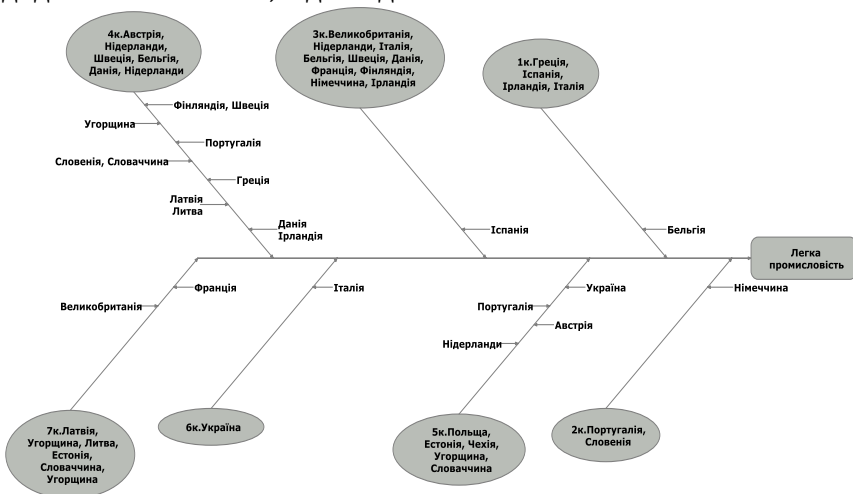 4к.Австрія,
Нідерланди,
Швеція, Бельгія,
Данія, Нідерланди
3к.Великобританія,
Нідерланди, Італія,
Бельгія, Швеція, Данія,
Франція, Фінляндія,
Німеччина, Ірландія
1к.Греція,
Іспанія,
Ірландія, Італія
Фінляндія, Швеція
Угорщина
Португалія
Словенія, Словаччина
Греція
Латвія
Литва
Данія
Ірландія
Іспанія
Бельгія
Легка
промисловість
Франція
Великобританія
Італія
Україна
Португалія
Австрія
Нідерланди
Німеччина
7к.Латвія,
Угорщина, Литва,
Естонія,
Словаччина,
Угорщина
6к.Україна
5к.Польща,
Естонія, Чехія,
Угорщина,
Словаччина
2к.Португалія,
Словенія